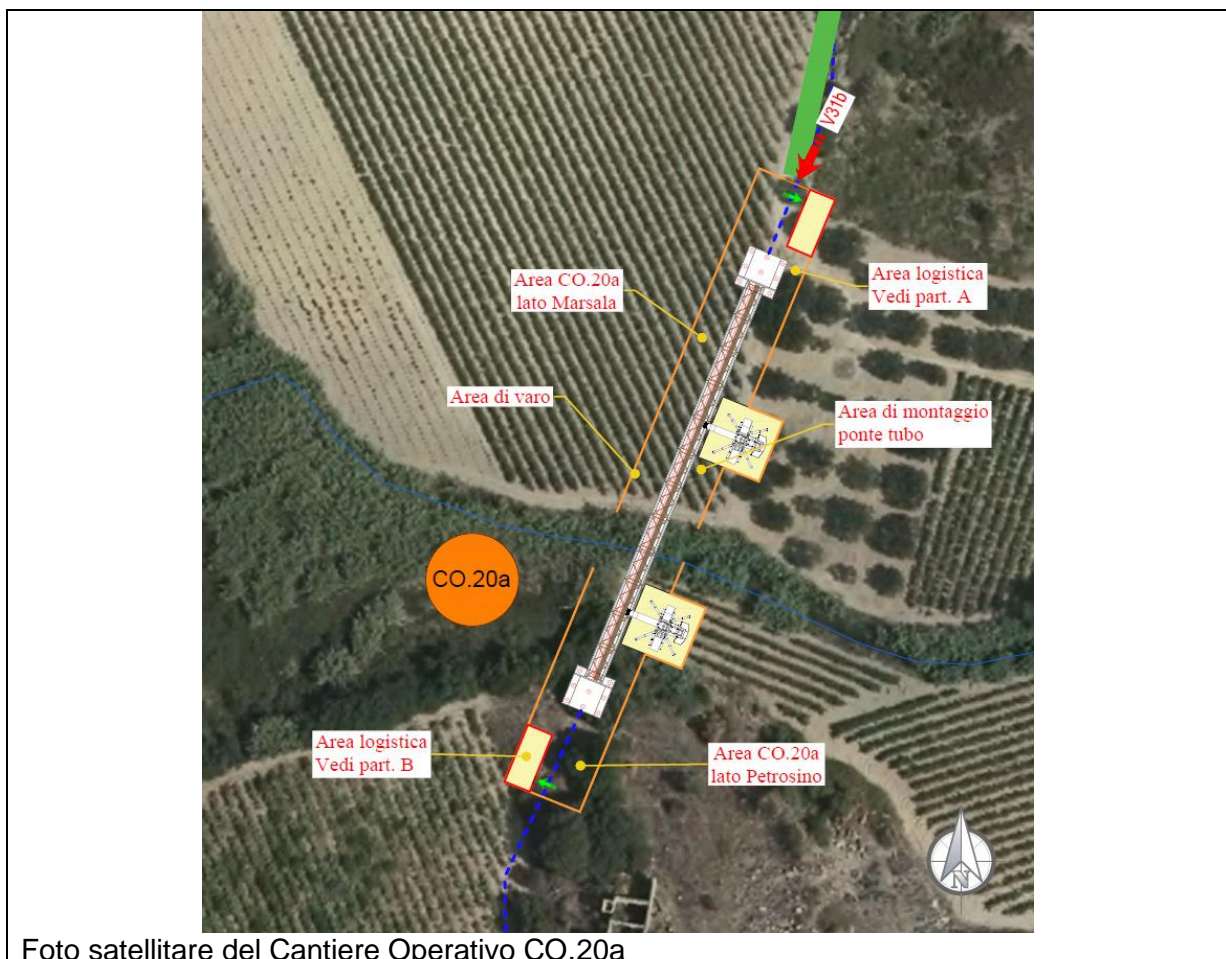 V31b
Area logistica
Vedi part. A
Area CO.20a
lato Marsala
Area di varo
Area di montaggio
ponte tubo
CO.20a
Area logistica
Vedi part. B
Area CO.20a
lato Petrosino
N
Foto satellitare del Cantiere Operativo CO.20a